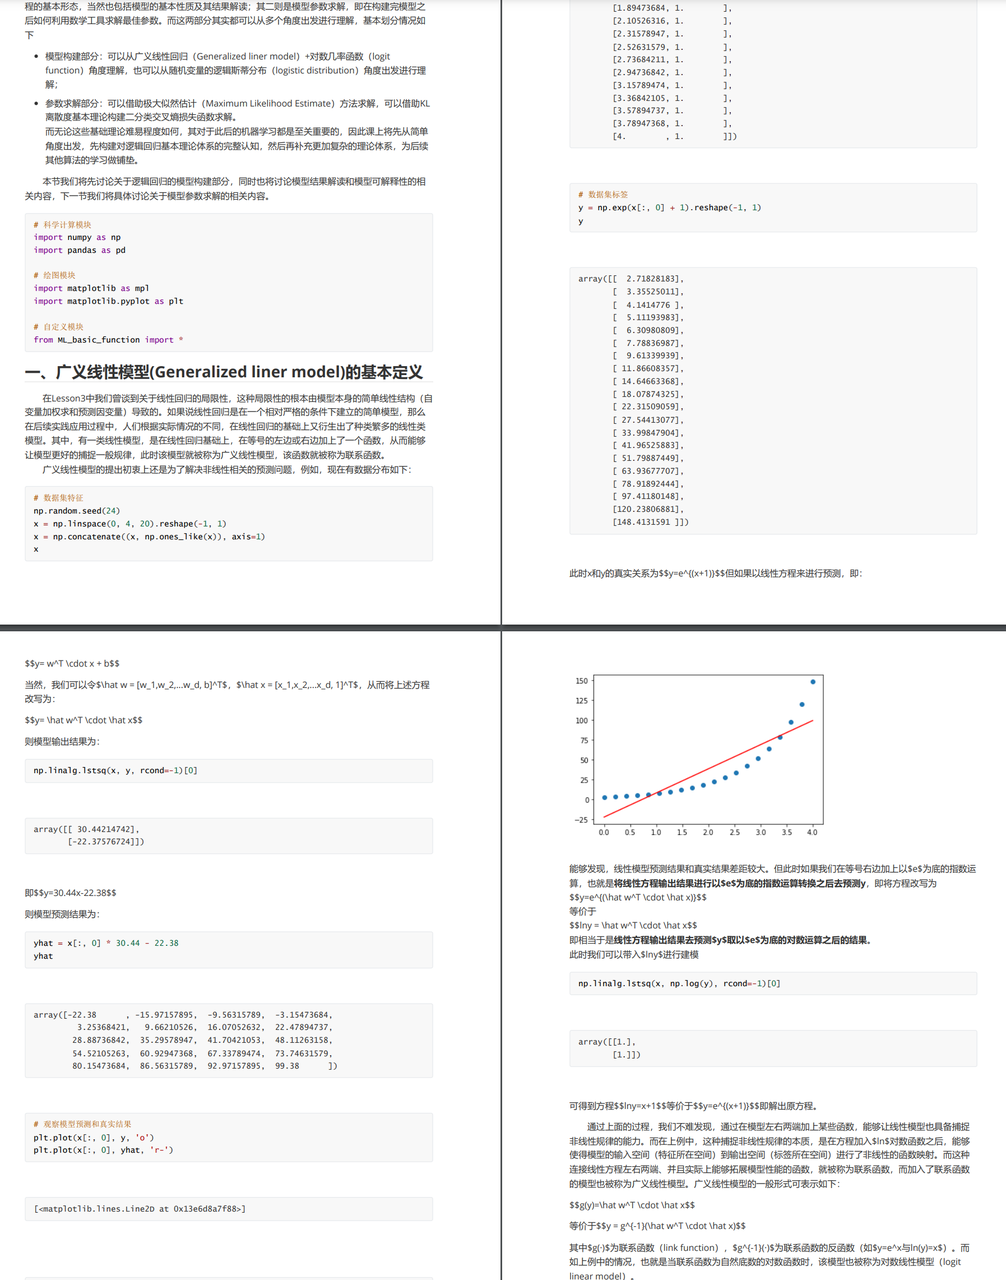 程的基本形态，当然也包括模型的基本性质及其结果解读；其二则是模型参数求解，即在构建完模型之
后如何利用数学工具求解最佳参数。而这两部分其实都可以从多个角度出发进行理解，基本划分情况如
下
• 模型构建部分：可以从广义线性回归（Generalized liner model）+对数几率函数（logit
function）角度理解，也可以从随机变量的逻辑斯蒂分布（logistic distribution）角度出发进行理
解；
• 参数求解部分：可以借助极大似然估计（Maximum Likelihood Estimate）方法求解，可以借助KL
离散度基本理论构建二分类交叉熵损失函数求解。
而无论这些基础理论难易程度如何，其对于此后的机器学习都是至关重要的，因此课上将先从简单
角度出发，先构建对逻辑回归基本理论体系的完整认知，然后再补充更加复杂的理论体系，为后续
其他算法的学习做铺垫。
本节我们将先讨论关于逻辑回归的模型构建部分，同时也将讨论模型结果解读和模型可解释性的相
关内容，下一节我们将具体讨论关于模型参数求解的相关内容。
# 科学计算模块
import numpy as np
import pandas as pd
# 绘图模块
import matplotlib as mpl
import matplotlib.pyplot as plt
# 自定义模块
from ML_basic_function import *
一、广义线性模型(Generalized liner model)的基本定义
在Lesson3中我们曾谈到关于线性回归的局限性，这种局限性的根本由模型本身的简单线性结构（自
变量加权求和预测因变量）导致的。如果说线性回归是在一个相对严格的条件下建立的简单模型，那么
在后续实践应用过程中，人们根据实际情况的不同，在线性回归的基础上又衍生出了种类繁多的线性类
模型。其中，有一类线性模型，是在线性回归基础上，在等号的左边或右边加上了一个函数，从而能够
让模型更好的捕捉一般规律，此时该模型就被称为广义线性模型，该函数就被称为联系函数。
广义线性模型的提出初衷上还是为了解决非线性相关的预测问题，例如，现在有数据分布如下：
# 数据集特征
np.random.seed(24)
x = np.linspace(0, 4, 20).reshape(-1, 1)
x = np.concatenate((x, np.ones_like(x)), axis=1)
x
[1.89473684, 1. ],
[2.10526316, 1. ],
[2.31578947, 1. ],
[2.52631579, 1. ],
[2.73684211, 1. ],
[2.94736842, 1. ],
[3.15789474, 1. ],
[3.36842105, 1. ],
[3.57894737, 1. ],
[3.78947368, 1. ],
[4. , 1. ]])
# 数据集标签
y = np.exp(x[:, 0] + 1).reshape(-1, 1)
y
array([[ 2.71828183],
[ 3.35525011],
[ 4.1414776 ],
[ 5.11193983],
[ 6.30980809],
[ 7.78836987],
[ 9.61339939],
[ 11.86608357],
[ 14.64663368],
[ 18.07874325],
[ 22.31509059],
[ 27.54413077],
[ 33.99847904],
[ 41.96525883],
[ 51.79887449],
[ 63.93677707],
[ 78.91892444],
[ 97.41180148],
[120.23806881],
[148.4131591 ]])
此时x和y的真实关系为$$y=e^{(x+1)}$$但如果以线性方程来进行预测，即：
$$y= w^T \cdot x + b$$
当然，我们可以令$\hat w = [w_1,w_2,...w_d, b]^T$，$\hat x = [x_1,x_2,...x_d, 1]^T$，从而将上述方程
改写为：
$$y= \hat w^T \cdot \hat x$$
则模型输出结果为：
np.linalg.lstsq(x, y, rcond=-1)[0]
array([[ 30.44214742],
[-22.37576724]])
即$$y=30.44x-22.38$$
则模型预测结果为：
yhat = x[:, 0] * 30.44 - 22.38
yhat
array([-22.38 , -15.97157895, -9.56315789, -3.15473684,
3.25368421, 9.66210526, 16.07052632, 22.47894737,
28.88736842, 35.29578947, 41.70421053, 48.11263158,
54.52105263, 60.92947368, 67.33789474, 73.74631579,
80.15473684, 86.56315789, 92.97157895, 99.38 ])
# 观察模型预测和真实结果
plt.plot(x[:, 0], y, 'o')
plt.plot(x[:, 0], yhat, 'r-')
[<matplotlib.lines.Line2D at 0x13e6d8a7f88>]
150
125
100
75
50
25
0
−25
0.0 0.5 1.0 1.5 2.0 2.5 3.0 3.5 4.0
能够发现，线性模型预测结果和真实结果差距较大。但此时如果我们在等号右边加上以$e$为底的指数运
算，也就是将线性方程输出结果进行以$e$为底的指数运算转换之后去预测y，即将方程改写为
$$y=e^{(\hat w^T \cdot \hat x)}$$
等价于
$$lny = \hat w^T \cdot \hat x$$
即相当于是线性方程输出结果去预测$y$取以$e$为底的对数运算之后的结果。
此时我们可以带入$lny$进行建模
np.linalg.lstsq(x, np.log(y), rcond=-1)[0]
array([[1.],
[1.]])
可得到方程$$lny=x+1$$等价于$$y=e^{(x+1)}$$即解出原方程。
通过上面的过程，我们不难发现，通过在模型左右两端加上某些函数，能够让线性模型也具备捕捉
非线性规律的能力。而在上例中，这种捕捉非线性规律的本质，是在方程加入$ln$对数函数之后，能够
使得模型的输入空间（特征所在空间）到输出空间（标签所在空间）进行了非线性的函数映射。而这种
连接线性方程左右两端、并且实际上能够拓展模型性能的函数，就被称为联系函数，而加入了联系函数
的模型也被称为广义线性模型。广义线性模型的一般形式可表示如下：
$$g(y)=\hat w^T \cdot \hat x$$
等价于$$y = g^{-1}(\hat w^T \cdot \hat x)$$
其中$g(·)$为联系函数（link function），$g^{-1}(·)$为联系函数的反函数（如$y=e^x与ln(y)=x$）。而
如上例中的情况，也就是当联系函数为自然底数的对数函数时，该模型也被称为对数线性模型（logit
linear model）。